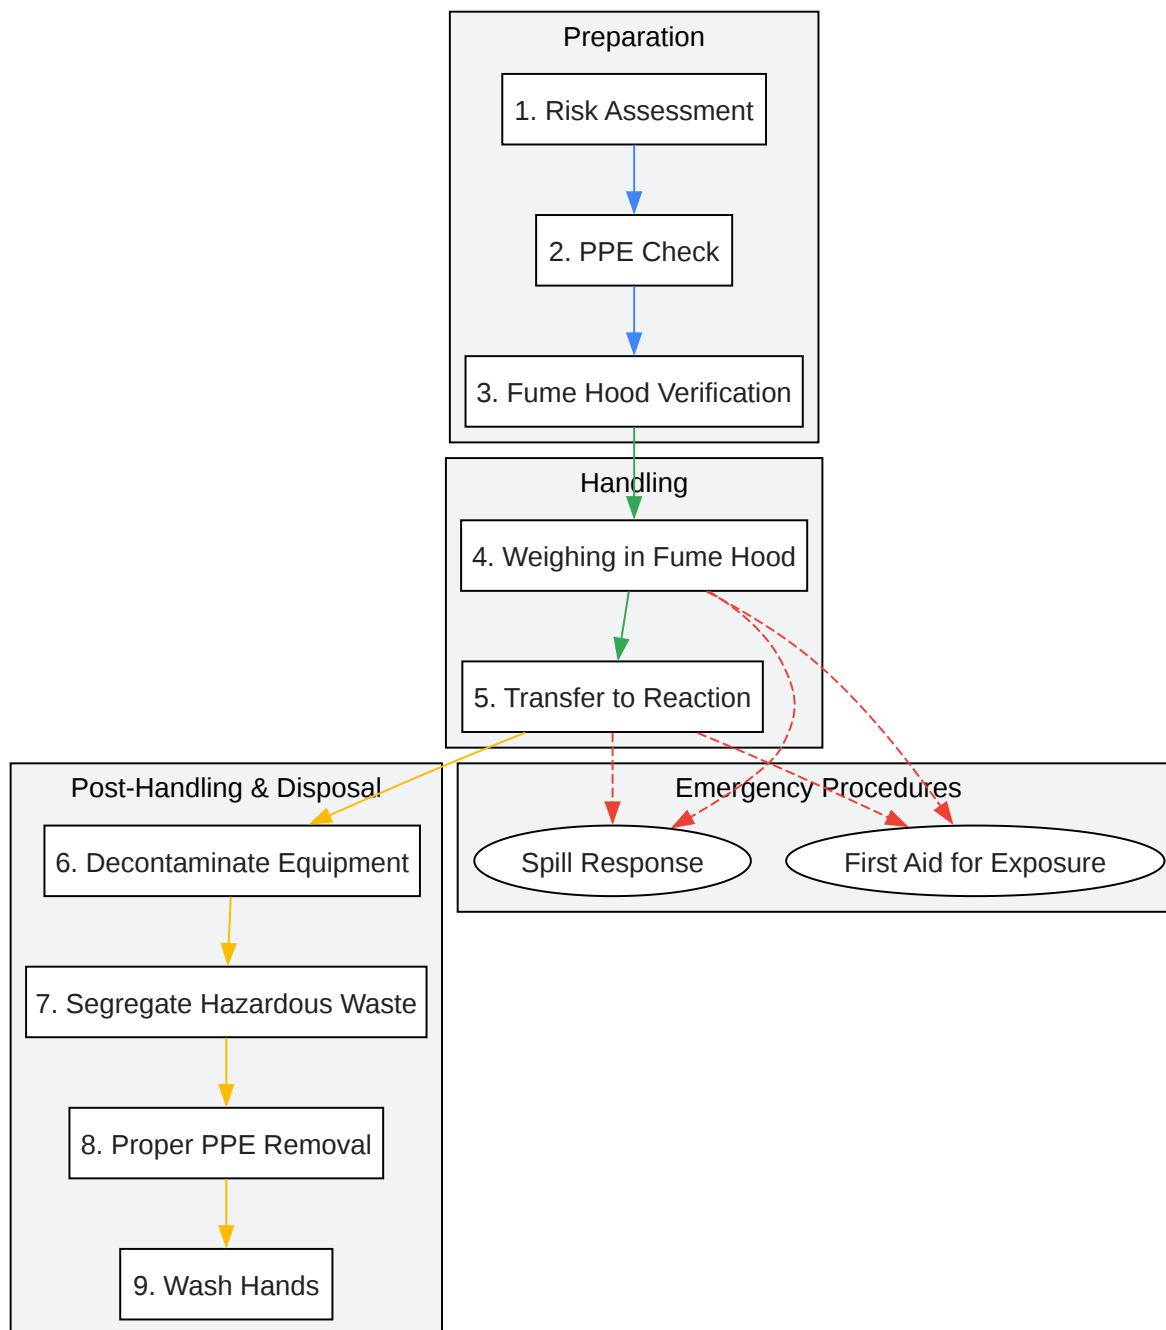 Preparation
1. Risk Assessment
2. PPE Check
3. Fume Hood Verification
Handling
4. Weighing in Fume Hood
5. Transfer to Reaction
Post-Handling & Disposal
6. Decontaminate Equipment
7. Segregate Hazardous Waste
8. Proper PPE Removal
9. Wash Hands
Emergency Procedures
Spill Response
First Aid for Exposure